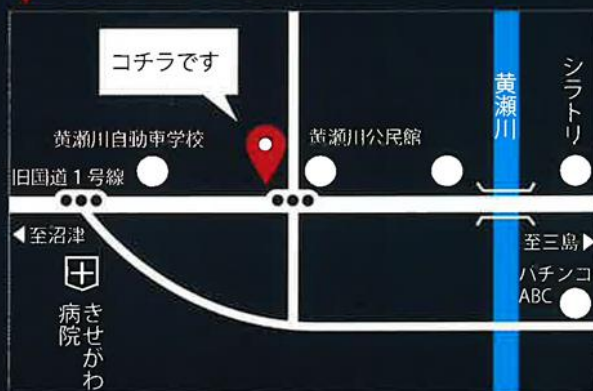 コチラです
黄瀬川自動車学校
黄瀬川公民館
黄瀬川
シラトリ
旧国道1号線
至沼津
至三島
パチンコ
ABC
きせがわ
病院